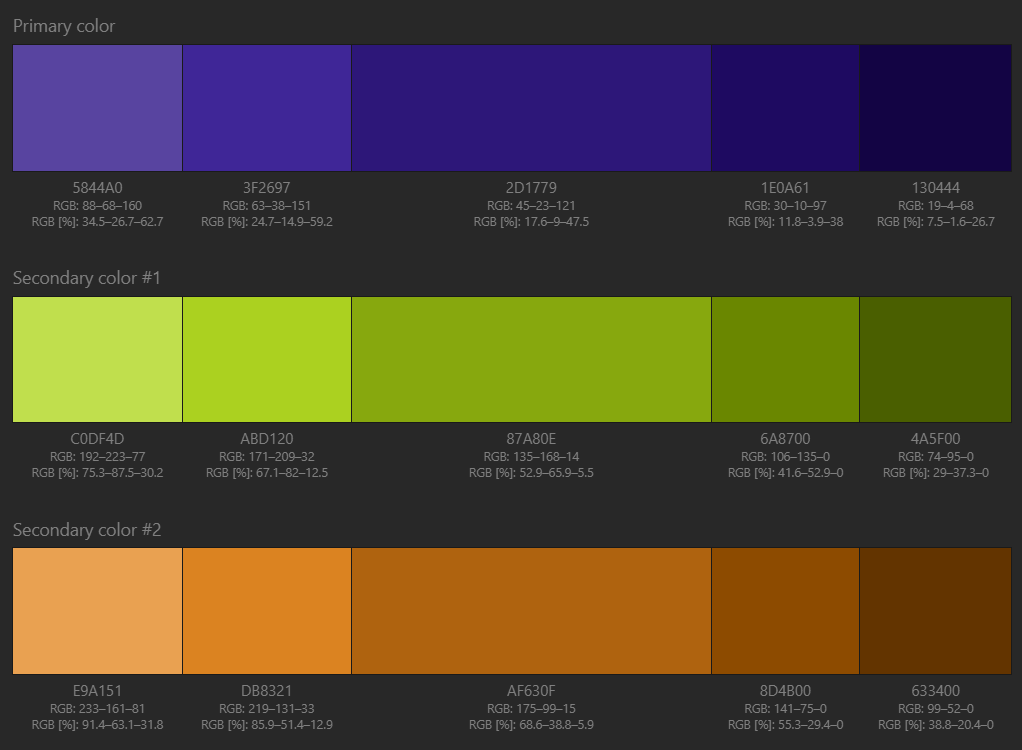 Primary color
5844A0 3F2697 2D1779 1E0A61 130444
RGB: 88–68–160 RGB: 63–38–151 RGB: 45–23–121 RGB: 30–10–97 RGB: 19–4–68
RGB [%]: 34.5–26.7–62.7 RGB [%]: 24.7–14.9–59.2 RGB [%]: 17.6–9–47.5 RGB [%]: 11.8–3.9–38 RGB [%]: 7.5–1.6–26.7
Secondary color #1
C0DF4D ABD120 87A80E 6A8700 4A5F00
RGB: 192–223–77 RGB: 171–209–32 RGB: 135–168–14 RGB: 106–135–0 RGB: 74–95–0
RGB [%]: 75.3–87.5–30.2 RGB [%]: 67.1–82–12.5 RGB [%]: 52.9–65.9–5.5 RGB [%]: 41.6–52.9–0 RGB [%]: 29–37.3–0
Secondary color #2
E9A151 DB8321 AF630F 8D4B00 633400
RGB: 233–161–81 RGB: 219–131–33 RGB: 175–99–15 RGB: 141–75–0 RGB: 99–52–0
RGB [%]: 91.4–63.1–31.8 RGB [%]: 85.9–51.4–12.9 RGB [%]: 68.6–38.8–5.9 RGB [%]: 55.3–29.4–0 RGB [%]: 38.8–20.4–0